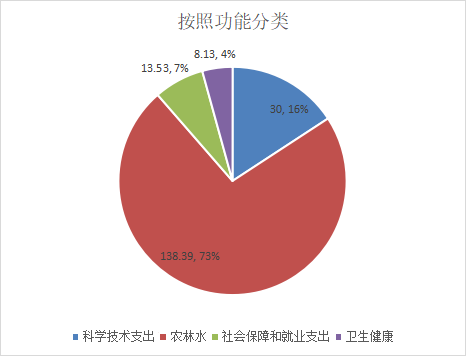 按照功能分类
8.13, 4%
13.53, 7%
30, 16%
138.39, 73%
科学技术支出 农林水 社会保障和就业支出 卫生健康